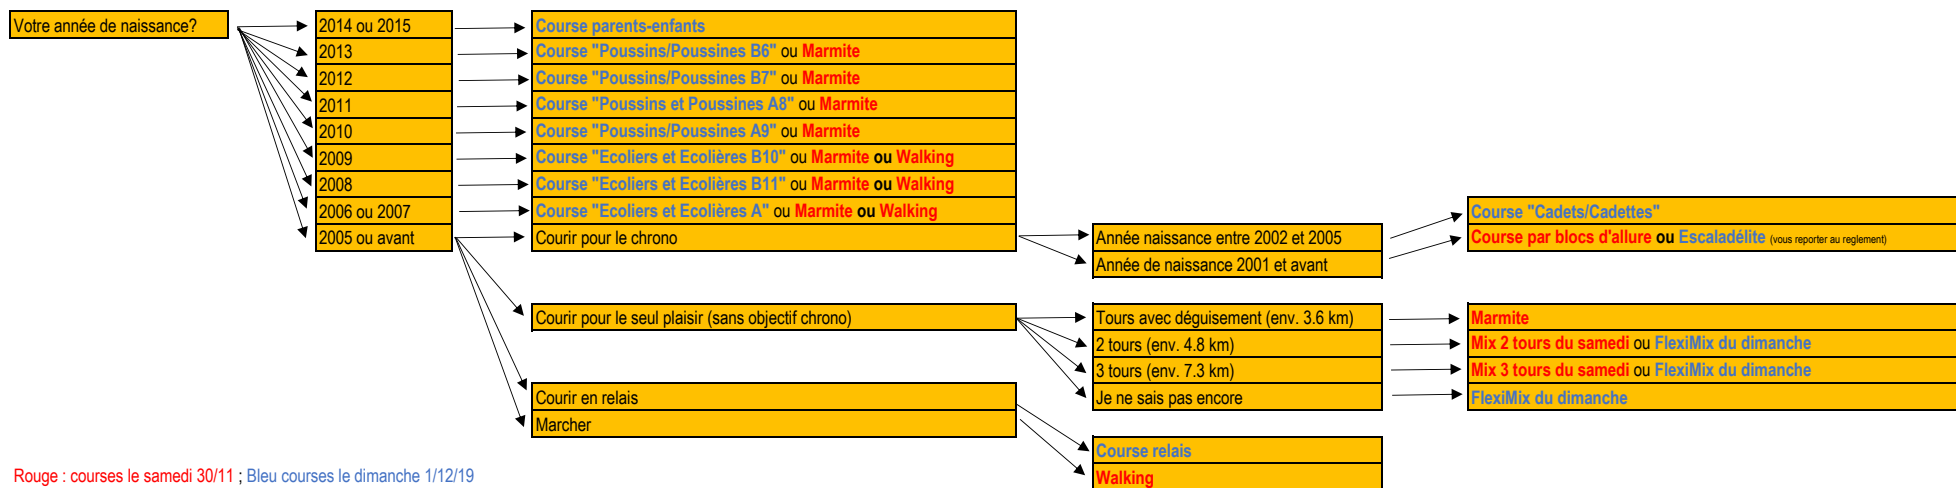 Votre année de naissance?
2014 ou 2015
Course parents-enfants
2013
Course "Poussins/Poussines B6" ou Marmite
2012
Course "Poussins/Poussines B7" ou Marmite
2011
Course "Poussins et Poussines A8" ou Marmite
2010
Course "Poussins/Poussines A9" ou Marmite
2009
Course "Ecoliers et Ecolières B10" ou Marmite ou Walking
2008
Course "Ecoliers et Ecolières B11" ou Marmite ou Walking
2006 ou 2007
Course "Ecoliers et Ecolières A" ou Marmite ou Walking
Course "Cadets/Cadettes"
2005 ou avant
Courir pour le chrono
Année naissance entre 2002 et 2005
Course par blocs d'allure ou Escaladélite (vous reporter au reglement)
Année de naissance 2001 et avant
Courir pour le seul plaisir (sans objectif chrono)
Tours avec déguisement (env. 3.6 km)
Marmite
2 tours (env. 4.8 km)
Mix 2 tours du samedi ou FlexiMix du dimanche
3 tours (env. 7.3 km)
Mix 3 tours du samedi ou FlexiMix du dimanche
Courir en relais
Je ne sais pas encore
FlexiMix du dimanche
Marcher
Course relais
Walking
Rouge : courses le samedi 30/11 ; Bleu courses le dimanche 1/12/19